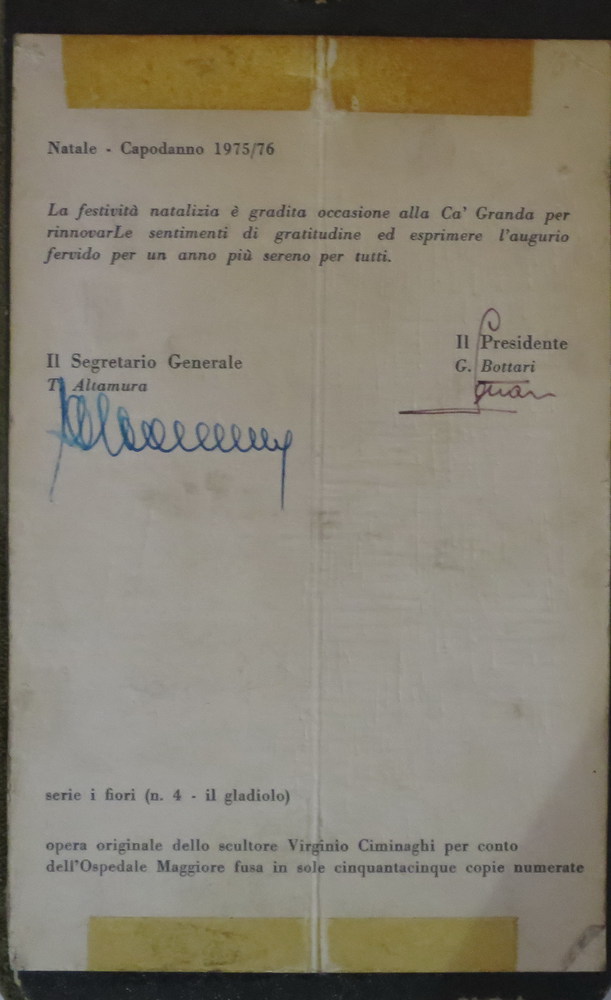 Natale - Capodanno 1975/76
La festività natalizia è gradita occasione alla Ca' Granda per
rinnovarLe sentimenti di gratitudine ed esprimere l'augurio
fervido per un anno più sereno per tutti.
Il Presidente
G. Bottari
Il Segretario Generale
T. Altamura
serie i fiori (n. 4 - il gladiolo)
opera originale dello scultore Virginio Ciminaghi per conto
dell'Ospedale Maggiore fusa in sole cinquantacinque copie numerate